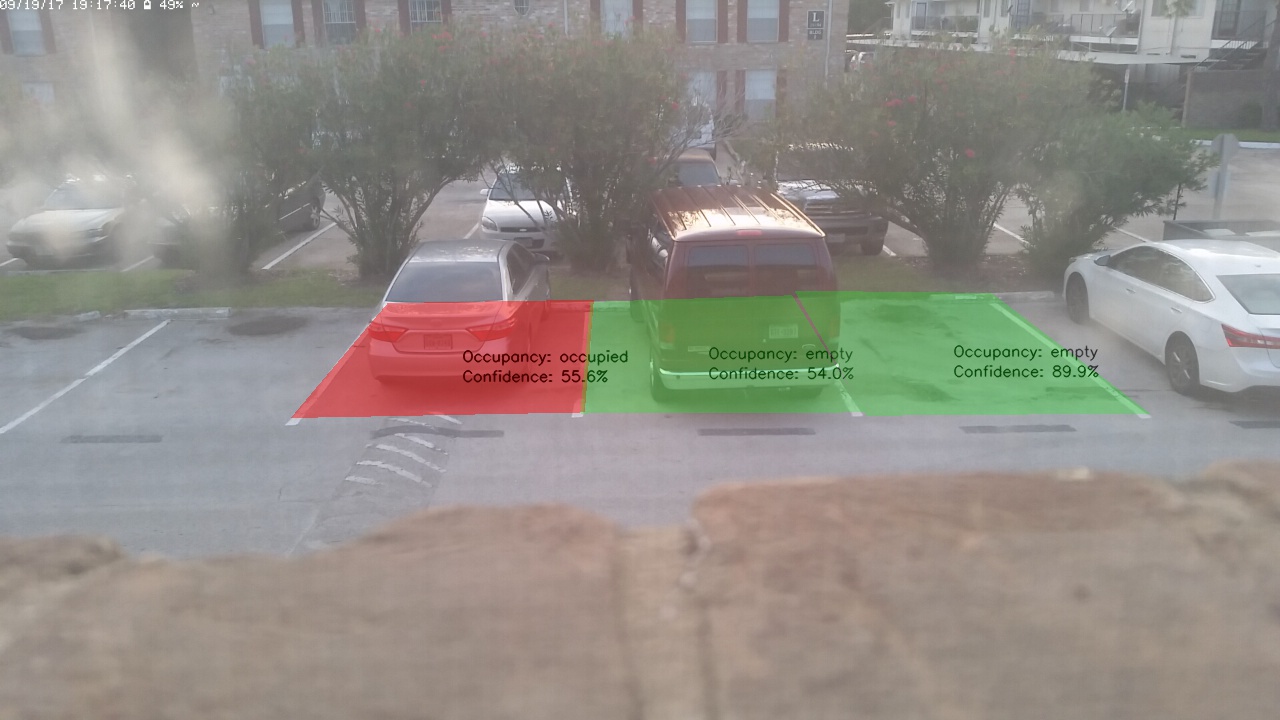 09/19/17 19:17:40 49% ~
L
Occupancy: occupied
Confidence: 55.6%
Occupancy: empty
Confidence: 54.0%
Occupancy: empty
Confidence: 89.9%